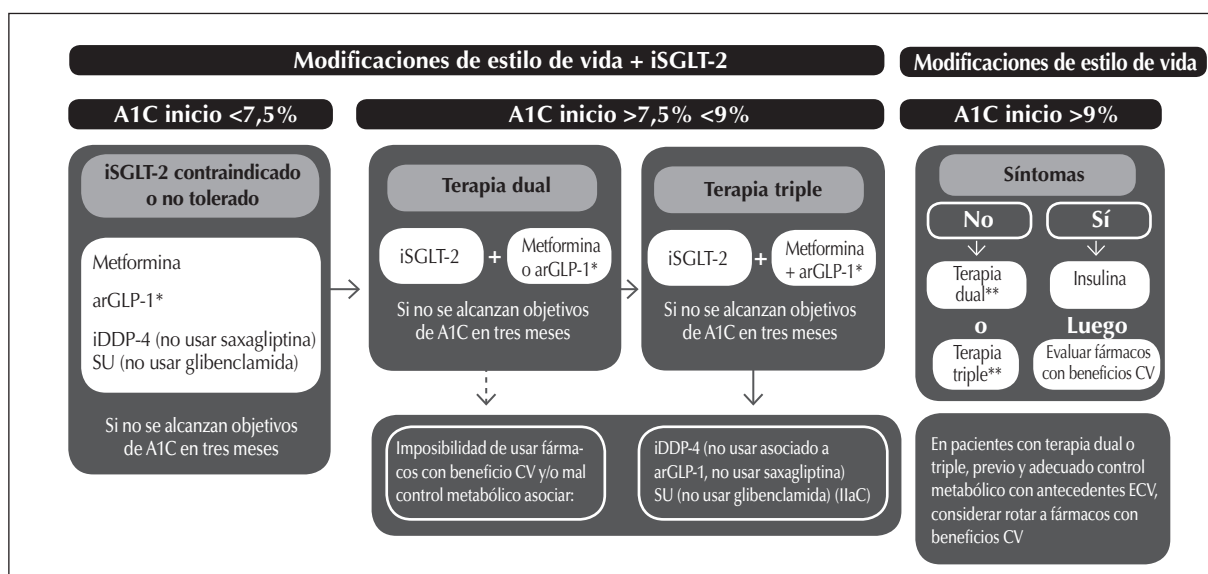 Modificaciones de estilo de vida + iSGLT-2
A1C inicio <7,5%
iSGLT-2 contraindicado
o no tolerado
Metformina
arGLP-1*
iDDP-4 (no usar saxagliptina)
SU (no usar glibenclamida)
Si no se alcanzan objetivos
de A1C en tres meses
A1C inicio >7,5% <9%
Terapia dual
iSGLT-2
+
Metformina
o arGLP-1*
Si no se alcanzan objetivos
de A1C en tres meses
Terapia triple
iSGLT-2
+
Metformina
+ arGLP-1*
Si no se alcanzan objetivos
de A1C en tres meses
Imposibilidad de usar fárma-
cos con beneficio CV y/o mal
control metabólico asociar:
iDDP-4 (no usar asociado a
arGLP-1, no usar saxagliptina)
SU (no usar glibenclamida) (IIaC)
Modificaciones de estilo de vida
A1C inicio >9%
Síntomas
No
Terapia
dual**
o
Terapia
triple**
Sí
Insulina
Luego
Evaluar fármacos
con beneficios CV
En pacientes con terapia dual o
triple, previo y adecuado control
metabólico con antecedentes ECV,
considerar rotar a fármacos con
beneficios CV